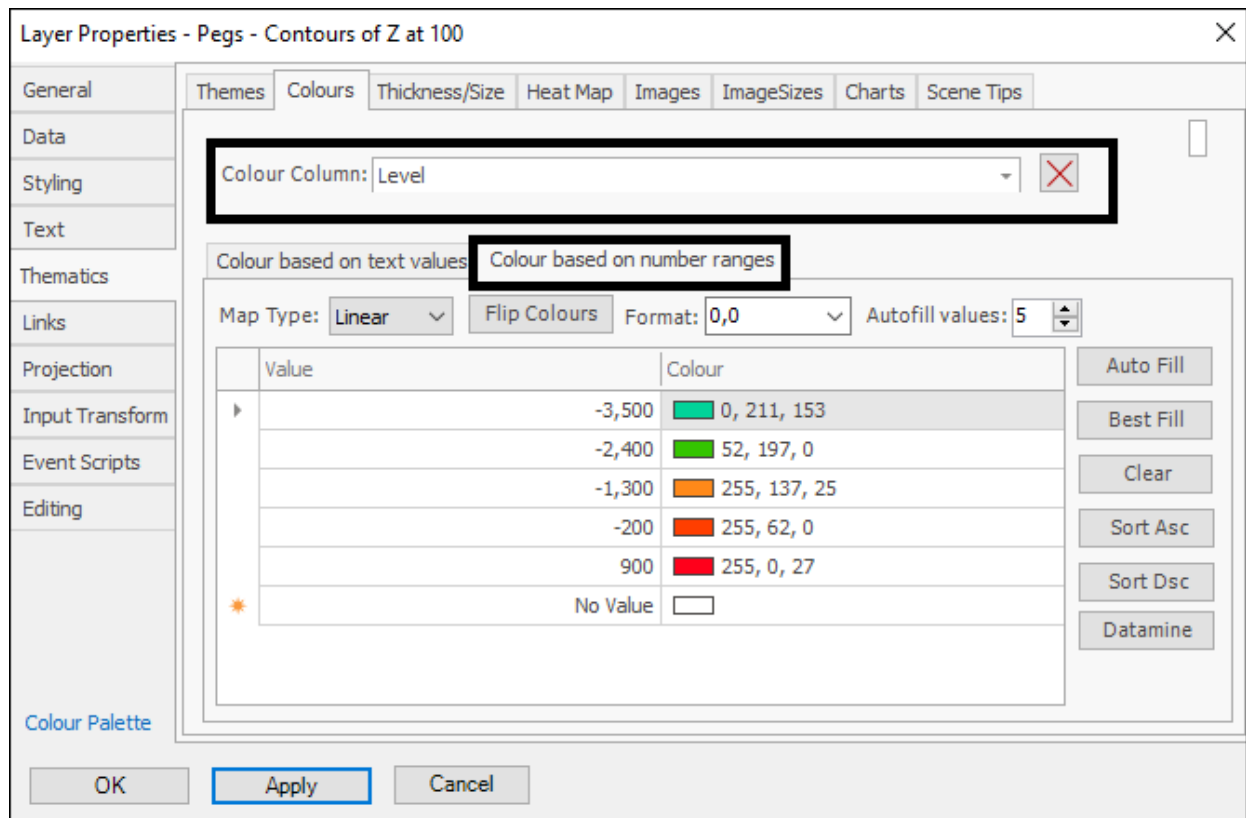 Layer Properties - Pegs - Contours of Z at 100
General
Data
Styling
Text
Thematics
Links
Projection
Input Transform
Event Scripts
Editing
Colour Palette
Themes Colours Thickness/Size Heat Map Images ImageSizes Charts Scene Tips
Colour Column: Level
Colour based on text values Colour based on number ranges
Map Type: Linear Flip Colours Format: 0,0 Autofill values: 5
Value Colour
-3,500 0, 211, 153
-2,400 52, 197, 0
-1,300 255, 137, 25
-200 255, 62, 0
900 255, 0, 27
No Value
Auto Fill
Best Fill
Clear
Sort Asc
Sort Dsc
Datamine
OK Apply Cancel